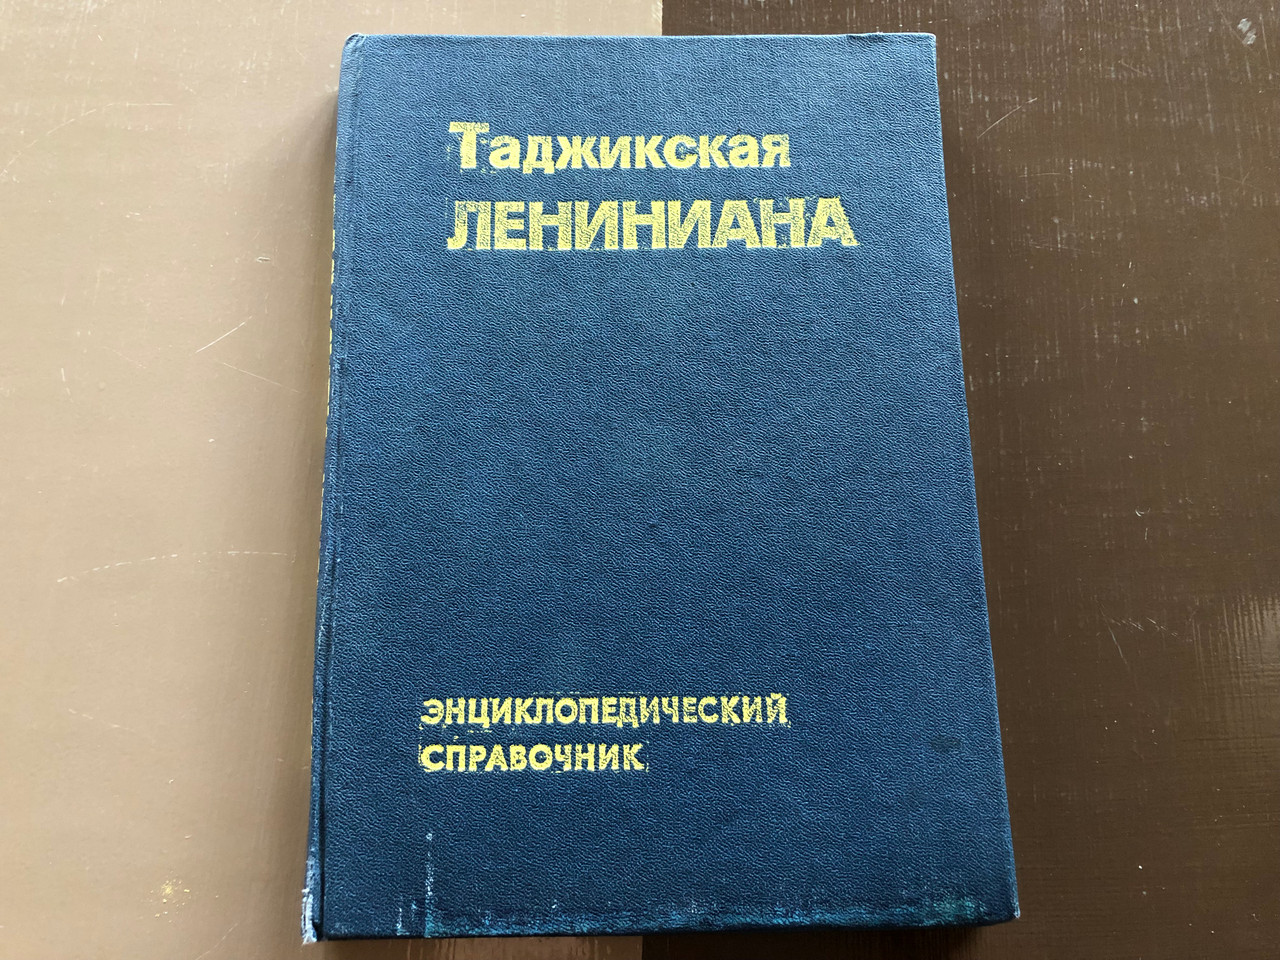 Таджикская
ЛЕНИНИАНА
ЭНЦИКЛОПЕДИЧЕСКИЙ
СПРАВОЧНИК